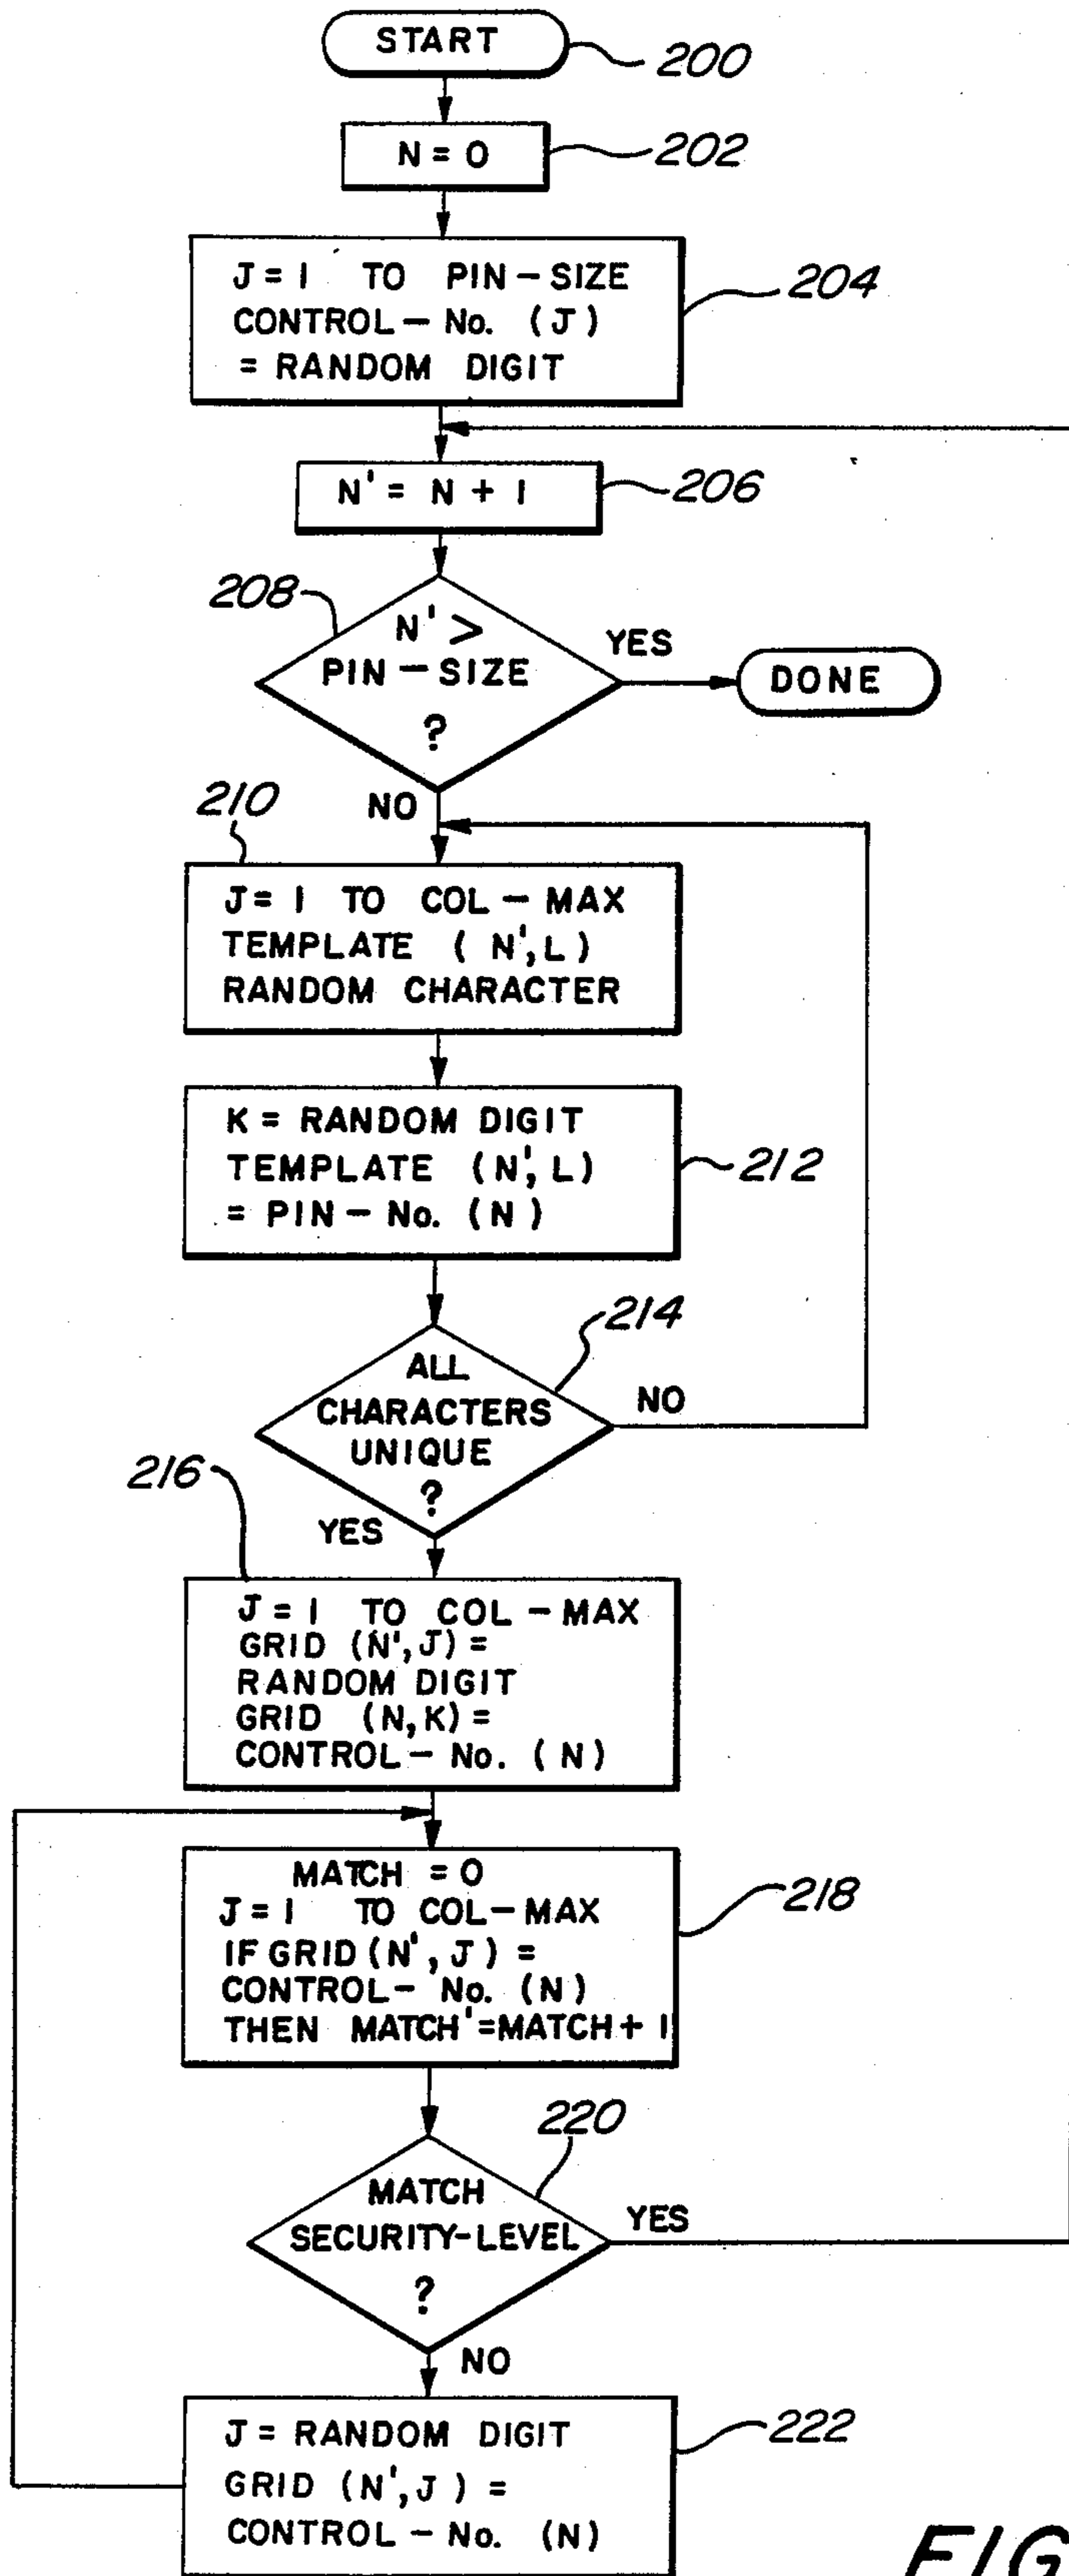 START
200
N = 0
202
J = 1 TO PIN-SIZE
CONTROL-No. (J)
= RANDOM DIGIT
204
N' = N + 1
206
208
N' >
PIN-SIZE
?
YES
DONE
NO
210
J = 1 TO COL-MAX
TEMPLATE (N', L)
RANDOM CHARACTER
K = RANDOM DIGIT
TEMPLATE (N', L)
= PIN-No. (N)
212
214
ALL
CHARACTERS
UNIQUE
?
NO
YES
216
J = 1 TO COL-MAX
GRID (N', J) =
RANDOM DIGIT
GRID (N, K) =
CONTROL-No. (N)
MATCH = 0
J = 1 TO COL-MAX
IF GRID (N', J) =
CONTROL- No. (N)
THEN MATCH' = MATCH + 1
218
220
MATCH
SECURITY-LEVEL
?
YES
NO
J = RANDOM DIGIT
GRID (N', J) =
CONTROL-No. (N)
222
FIG